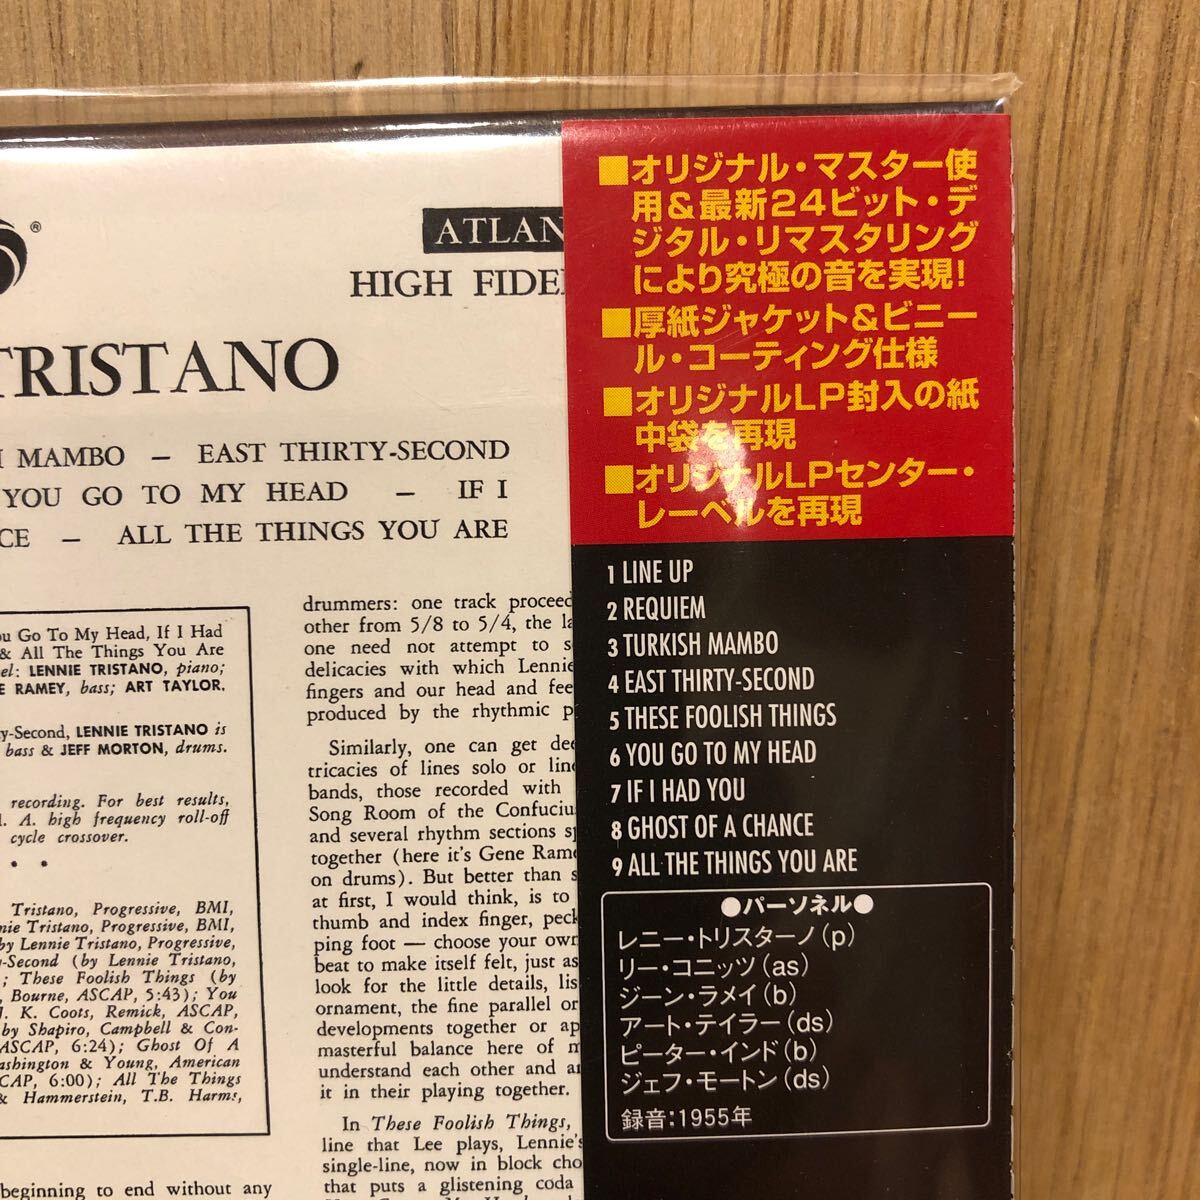 ®
ATLAN
HIGH FIDE
TRISTANO
MAMBO – EAST THIRTY-SECOND
YOU GO TO MY HEAD – IF I
CE – ALL THE THINGS YOU ARE
u Go To My Head, If I Had
& All The Things You Are
el: LENNIE TRISTANO, piano;
E RAMEY, bass; ART TAYLOR,
y-Second, LENNIE TRISTANO is
bass & JEFF MORTON, drums.
recording. For best results,
. A. high frequency roll-off
cycle crossover.
• •
Tristano, Progressive, BMI,
nie Tristano, Progressive, BMI,
by Lennie Tristano, Progressive,
-Second (by Lennie Tristano,
; These Foolish Things (by
, Bourne, ASCAP, 5:43); You
J. K. Coots, Remick, ASCAP,
by Shapiro, Campbell & Con-
ASCAP, 6:24); Ghost Of A
ashington & Young, American
CAP, 6:00); All The Things
& Hammerstein, T.B. Harms,
beginning to end without any
drummers: one track proceed
other from 5/8 to 5/4, the la
one need not attempt to s
delicacies with which Lennie
fingers and our head and fee
produced by the rhythmic p
Similarly, one can get dee
tricacies of lines solo or line
bands, those recorded with
Song Room of the Confuciu
and several rhythm sections sp
together (here it's Gene Rame
on drums). But better than s
at first, I would think, is to
thumb and index finger, peck
ping foot — choose your own
beat to make itself felt, just as
look for the little details, lis
ornament, the fine parallel or
developments together or ap
masterful balance here of m
understand each other and a
it in their playing together.
In These Foolish Things,
line that Lee plays, Lennie's
single-line, now in block cho
that puts a glistening coda
■オリジナル・マスター使
用&最新24ビット・デ
ジタル・リマスタリング
により究極の音を実現!
■厚紙ジャケット&ビニー
ル・コーティング仕様
■オリジナルLP封入の紙
中袋を再現
■オリジナルLPセンター・
レーベルを再現
1 LINE UP
2 REQUIEM
3 TURKISH MAMBO
4 EAST THIRTY-SECOND
5 THESE FOOLISH THINGS
6 YOU GO TO MY HEAD
7 IF I HAD YOU
8 GHOST OF A CHANCE
9 ALL THE THINGS YOU ARE
●パーソネル●
レニー・トリスターノ(p)
リー・コニッツ(as)
ジーン・ラメイ(b)
アート・テイラー(ds)
ピーター・インド(b)
ジェフ・モートン(ds)
録音:1955年